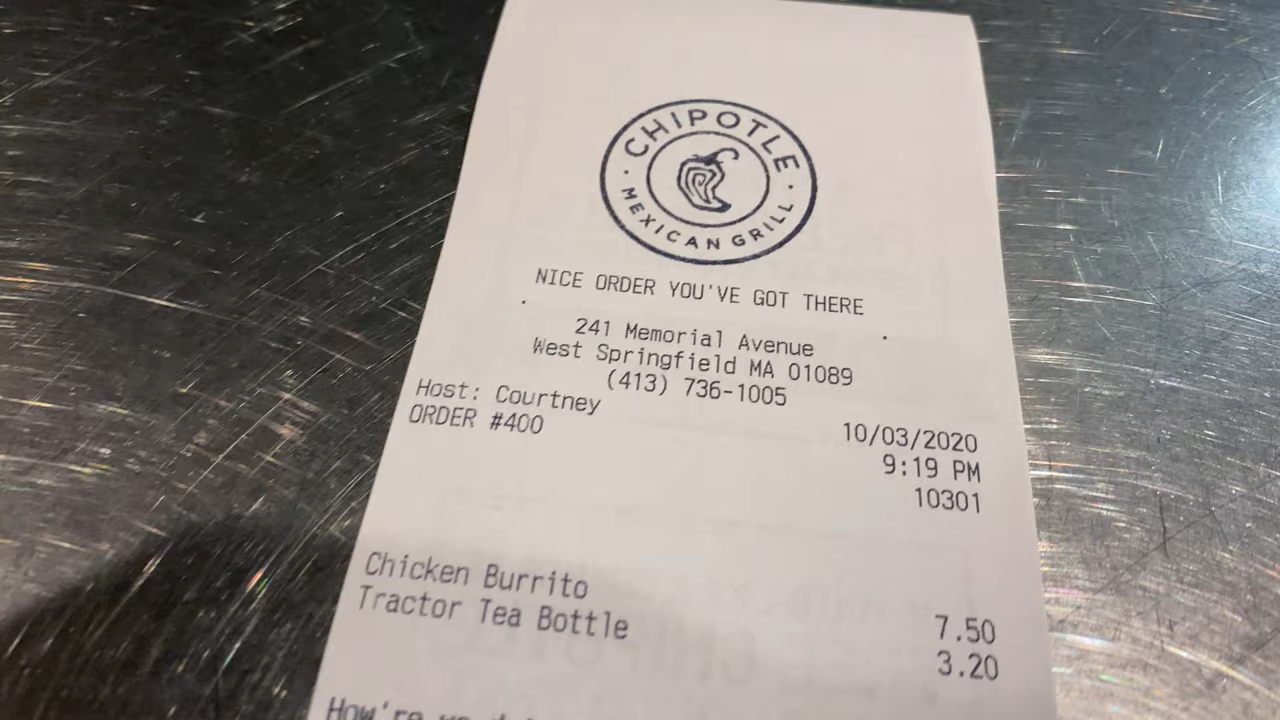 CHIPOTLE
MEXICAN GRILL
NICE ORDER YOU'VE GOT THERE
241 Memorial Avenue
West Springfield MA 01089
(413) 736-1005
Host: Courtney
10/03/2020
ORDER #400
9:19 PM
10301
Chicken Burrito 7.50
Tractor Tea Bottle 3.20
How're